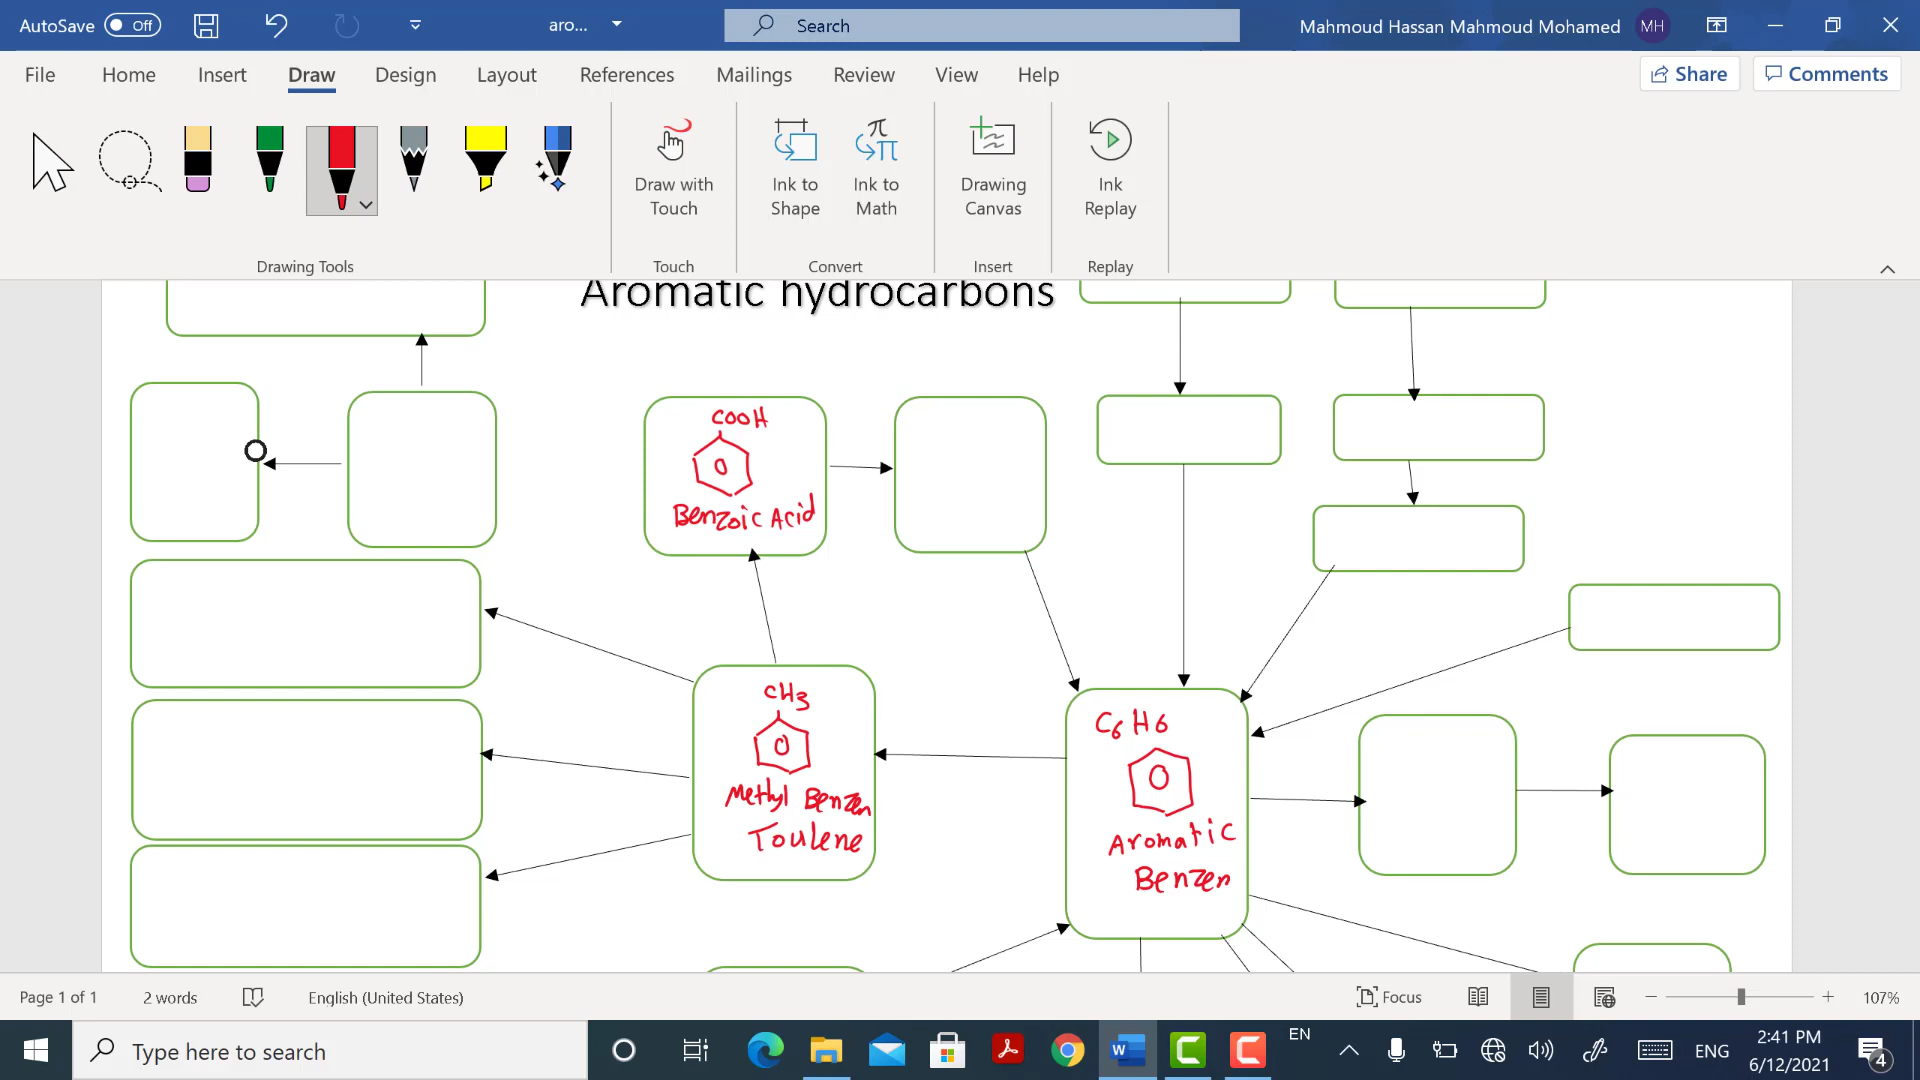 AutoSave Off aro... Search Mahmoud Hassan Mahmoud Mohamed MH
File Home Insert Draw Design Layout References Mailings Review View Help Share Comments
Draw with Touch
Ink to Shape
Ink to Math
Drawing Canvas
Ink Replay
Drawing Tools Touch Convert Insert Replay
Aromatic hydrocarbons
COOH
Benzoic Acid
CH3
Methyl Benzen
Toulene
C6 H6
Aromatic
Benzen
Page 1 of 1 2 words English (United States) Focus 107%
Type here to search EN ENG 2:41 PM
6/12/2021 4